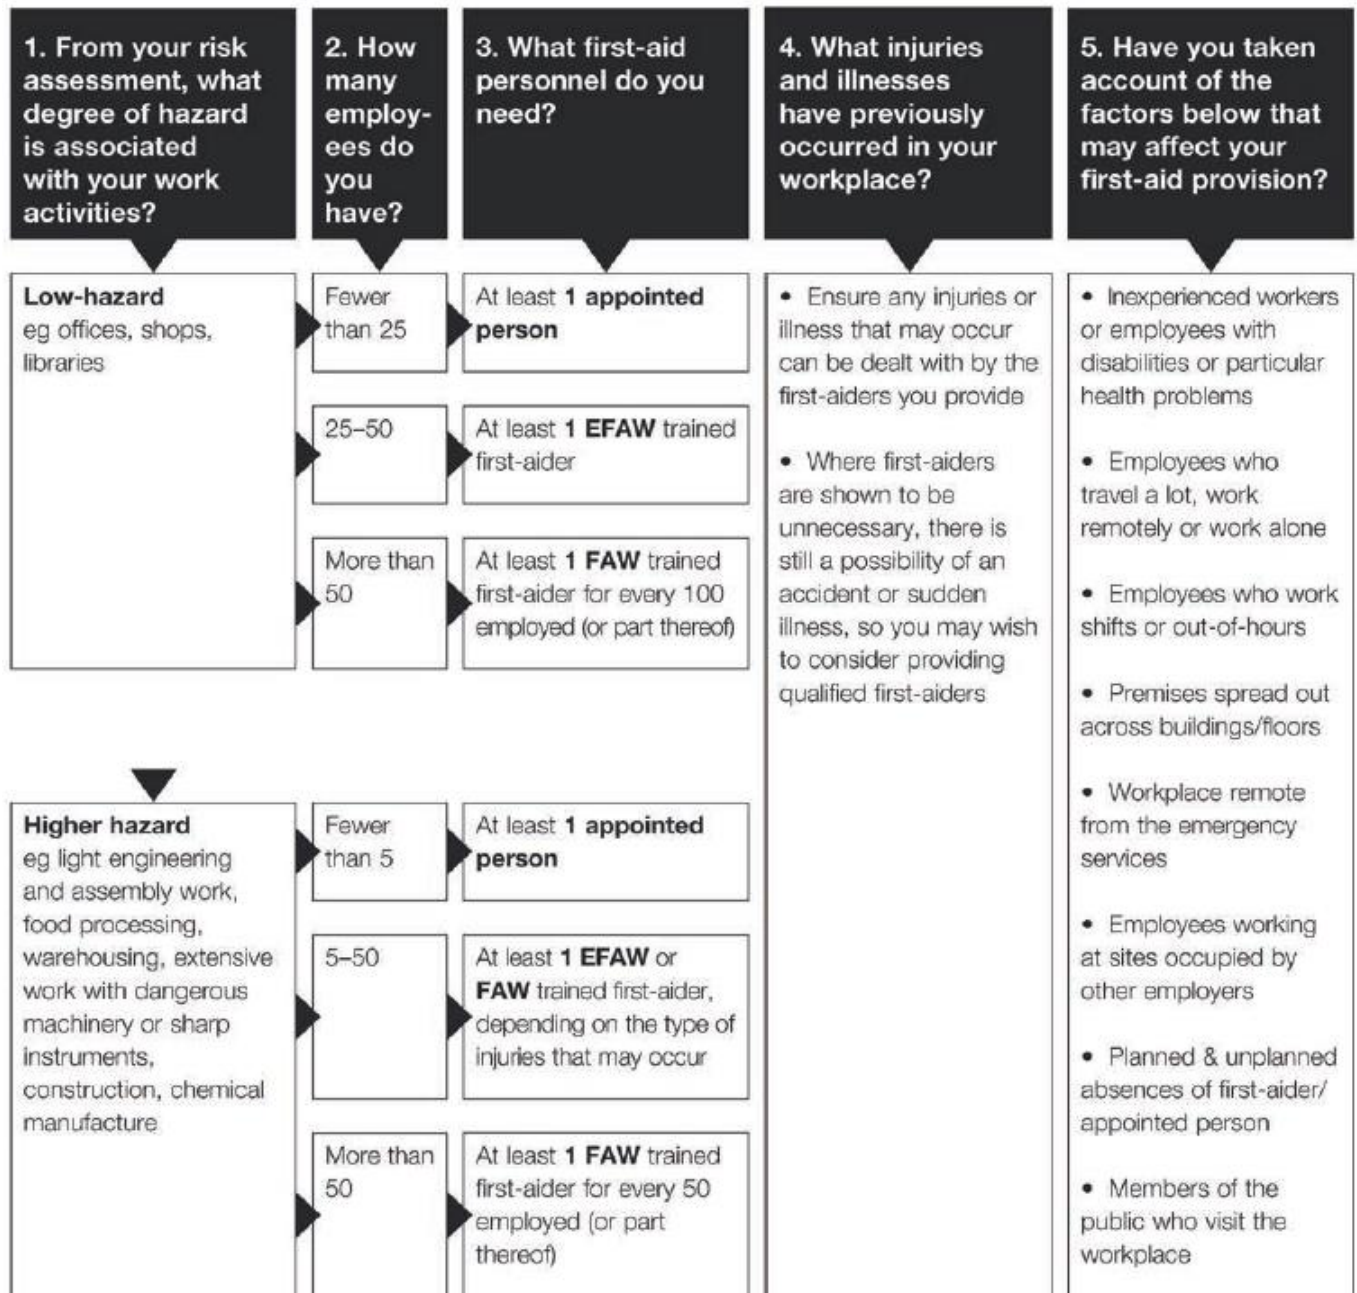 1. From your risk
assessment, what
degree of hazard
is associated
with your work
activities?
2. How
many
employ-
ees do
you
have?
3. What first-aid
personnel do you
need?
4. What injuries
and illnesses
have previously
occurred in your
workplace?
5. Have you taken
account of the
factors below that
may affect your
first-aid provision?
Low-hazard
eg offices, shops,
libraries
Fewer
than 25
At least 1 appointed
person
25–50
At least 1 EFAW trained
first-aider
More than
50
At least 1 FAW trained
first-aider for every 100
employed (or part thereof)
Higher hazard
eg light engineering
and assembly work,
food processing,
warehousing, extensive
work with dangerous
machinery or sharp
instruments,
construction, chemical
manufacture
Fewer
than 5
At least 1 appointed
person
5–50
At least 1 EFAW or
FAW trained first-aider,
depending on the type of
injuries that may occur
More than
50
At least 1 FAW trained
first-aider for every 50
employed (or part
thereof)
• Ensure any injuries or
illness that may occur
can be dealt with by the
first-aiders you provide
• Where first-aiders
are shown to be
unnecessary, there is
still a possibility of an
accident or sudden
illness, so you may wish
to consider providing
qualified first-aiders
• Inexperienced workers
or employees with
disabilities or particular
health problems
• Employees who
travel a lot, work
remotely or work alone
• Employees who work
shifts or out-of-hours
• Premises spread out
across buildings/floors
• Workplace remote
from the emergency
services
• Employees working
at sites occupied by
other employers
• Planned & unplanned
absences of first-aider/
appointed person
• Members of the
public who visit the
workplace